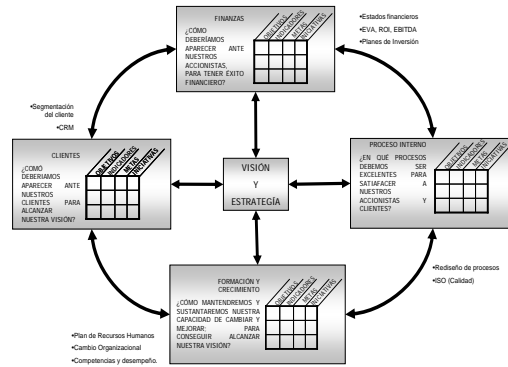 FINANZAS
¿CÓMO
DEBERÍAMOS
APARECER ANTE
NUESTROS
ACCIONISTAS,
PARA TENER ÉXITO
FINANCIERO?
OBJETIVOS
INDICADORES
METAS
INICIATIVAS
•Estados financieros
•EVA, ROI, EBITDA
•Planes de Inversión
•Segmentación
del cliente
•CRM
CLIENTES
¿COMÓ
DEBERIAMOS
APARECER ANTE
NUESTROS
CLIENTES PARA
ALCANZAR
NUESTRA VISIÓN?
OBJETIVOS
INDICADORES
METAS
INICIATIVAS
VISIÓN
Y
ESTRATEGÍA
PROCESO INTERNO
¿EN QUÉ PROCESOS
DEBEMOS SER
EXCELENTES PARA
SATIAFACER A
NUESTROS
ACCIONISTAS Y
CLIENTES?
OBJETIVOS
INDICADORES
METAS
INICIATIVAS
FORMACIÓN Y
CRECIMIENTO
¿CÓMO MANTENDREMOS Y
SUSTANTAREMOS NUESTRA
CAPACIDAD DE CAMBIAR Y
MEJORAR; PARA
CONSEGUIR ALCANZAR
NUESTRA VISIÓN?
OBJETIVOS
INDICADORES
METAS
INICIATIVAS
•Rediseño de procesos
•ISO (Calidad)
•Plan de Recursos Humanos
•Cambio Organizacional
•Competencias y desempeño.